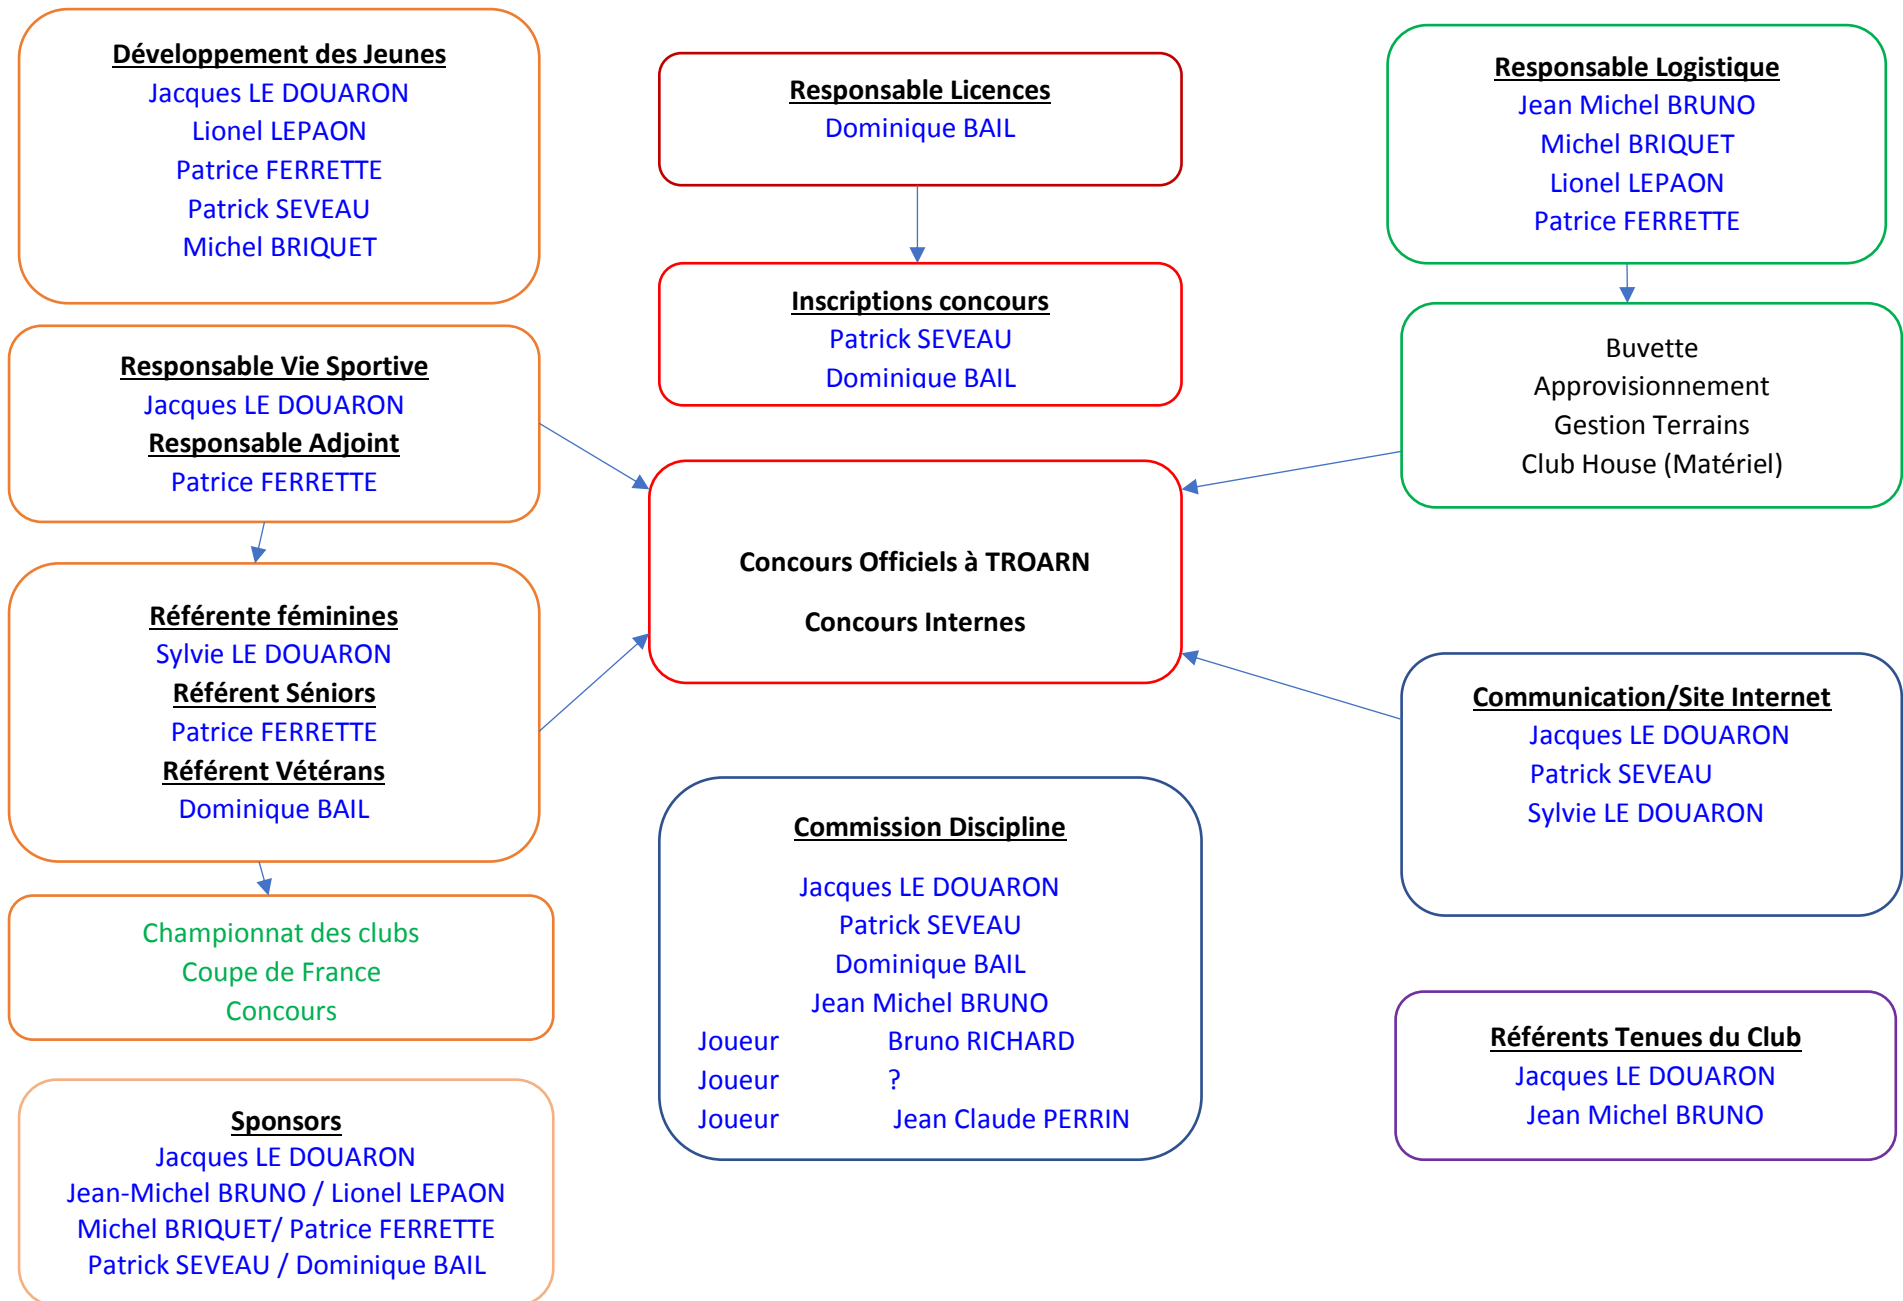 Développement des Jeunes
Jacques LE DOUARON
Lionel LEPAON
Patrice FERRETTE
Patrick SEVEAU
Michel BRIQUET
Responsable Vie Sportive
Jacques LE DOUARON
Responsable Adjoint
Patrice FERRETTE
Référente féminines
Sylvie LE DOUARON
Référent Séniors
Patrice FERRETTE
Référent Vétérans
Dominique BAIL
Championnat des clubs
Coupe de France
Concours
Sponsors
Jacques LE DOUARON
Jean-Michel BRUNO / Lionel LEPAON
Michel BRIQUET/ Patrice FERRETTE
Patrick SEVEAU / Dominique BAIL
Responsable Licences
Dominique BAIL
Inscriptions concours
Patrick SEVEAU
Dominique BAIL
Concours Officiels à TROARN
Concours Internes
Commission Discipline
Jacques LE DOUARON
Patrick SEVEAU
Dominique BAIL
Jean Michel BRUNO
Joueur Bruno RICHARD
Joueur ?
Joueur Jean Claude PERRIN
Responsable Logistique
Jean Michel BRUNO
Michel BRIQUET
Lionel LEPAON
Patrice FERRETTE
Buvette
Approvisionnement
Gestion Terrains
Club House (Matériel)
Communication/Site Internet
Jacques LE DOUARON
Patrick SEVEAU
Sylvie LE DOUARON
Référents Tenues du Club
Jacques LE DOUARON
Jean Michel BRUNO